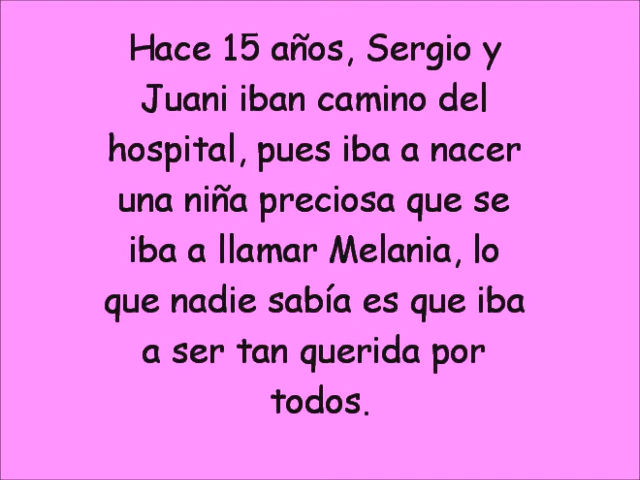 Hace 15 años, Sergio y
Juani iban camino del
hospital, pues iba a nacer
una niña preciosa que se
iba a llamar Melania, lo
que nadie sabía es que iba
a ser tan querida por
todos.